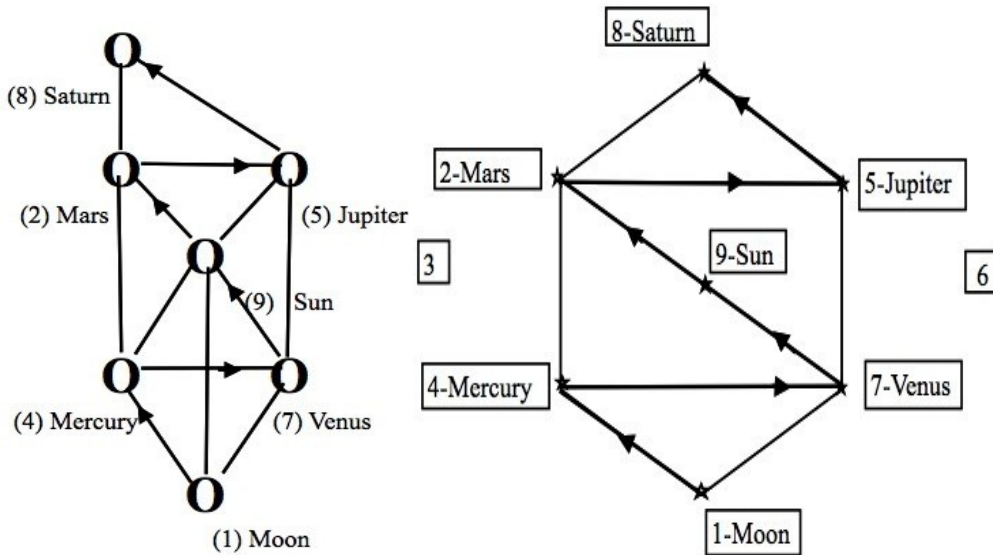 (8) Saturn
(2) Mars
(5) Jupiter
(9) Sun
(4) Mercury
(7) Venus
(1) Moon
8-Saturn
2-Mars
5-Jupiter
3
9-Sun
6
4-Mercury
7-Venus
1-Moon